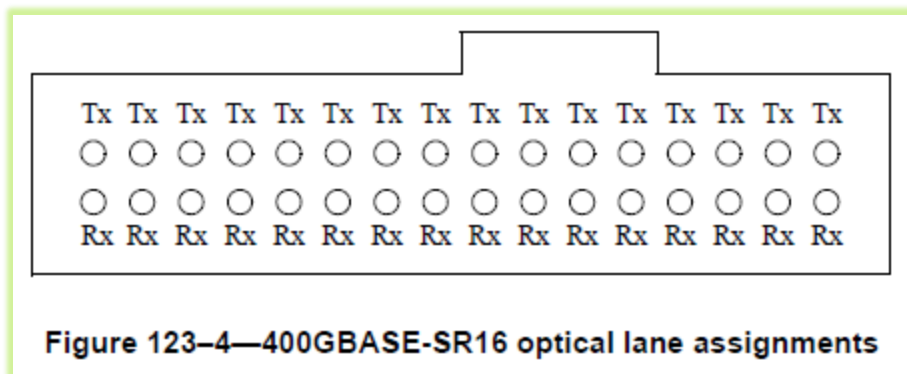 Tx Tx Tx Tx Tx Tx Tx Tx Tx Tx Tx Tx Tx Tx Tx Tx
Rx Rx Rx Rx Rx Rx Rx Rx Rx Rx Rx Rx Rx Rx Rx Rx
Figure 123–4—400GBASE-SR16 optical lane assignments